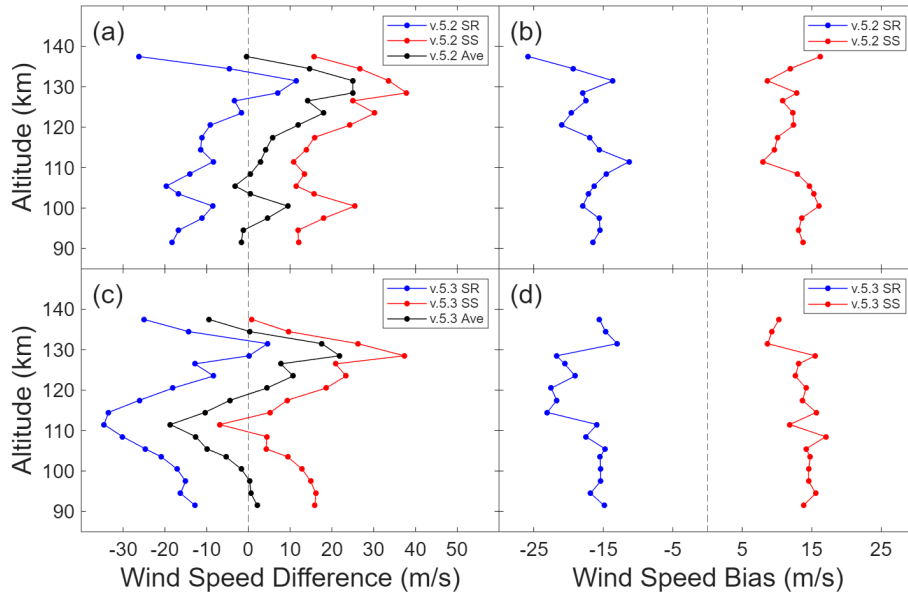 (a)
v.5.2 SR
v.5.2 SS
v.5.2 Ave
(b)
v.5.2 SR
v.5.2 SS
140
130
120
110
100
90
Altitude (km)
(c)
v.5.3 SR
v.5.3 SS
v.5.3 Ave
(d)
v.5.3 SR
v.5.3 SS
140
130
120
110
100
90
Altitude (km)
-30 -20 -10 0 10 20 30 40 50
-25 -15 -5 5 15 25
Wind Speed Difference (m/s)
Wind Speed Bias (m/s)